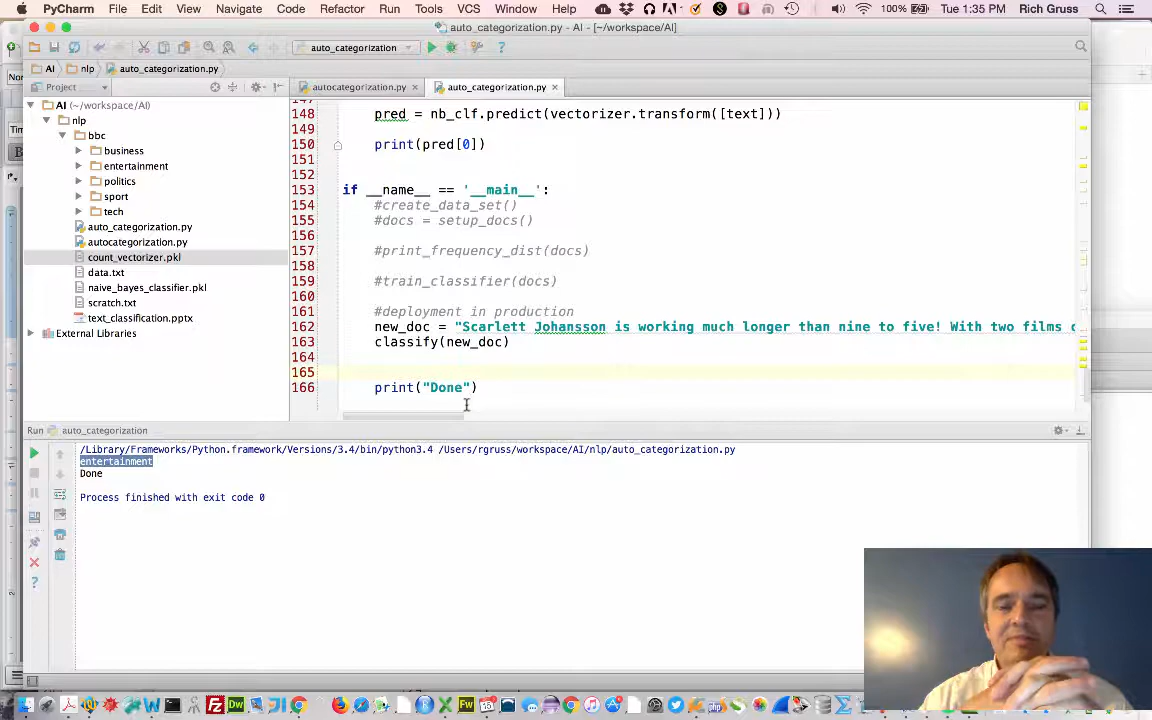 PyCharm File Edit View Navigate Code Refactor Run Tools VCS Window Help 100% Tue 1:35 PM Rich Gruss
auto_categorization.py - AI - [~/workspace/AI]
auto_categorization
AI nlp auto_categorization.py
Project
autocategorization.py × auto_categorization.py ×
AI (~/workspace/AI)
nlp
bbc
business
entertainment
politics
sport
tech
auto_categorization.py
autocategorization.py
count_vectorizer.pkl
data.txt
naive_bayes_classifier.pkl
scratch.txt
text_classification.pptx
External Libraries
148 pred = nb_clf.predict(vectorizer.transform([text]))
149
150 print(pred[0])
151
152
153 if __name__ == '__main__':
154 #create_data_set()
155 #docs = setup_docs()
156
157 #print_frequency_dist(docs)
158
159 #train_classifier(docs)
160
161 #deployment in production
162 new_doc = "Scarlett Johansson is working much longer than nine to five! With two films
163 classify(new_doc)
164
165
166 print("Done")
Run auto_categorization
/Library/Frameworks/Python.framework/Versions/3.4/bin/python3.4 /Users/rgruss/workspace/AI/nlp/auto_categorization.py
entertainment
Done
Process finished with exit code 0